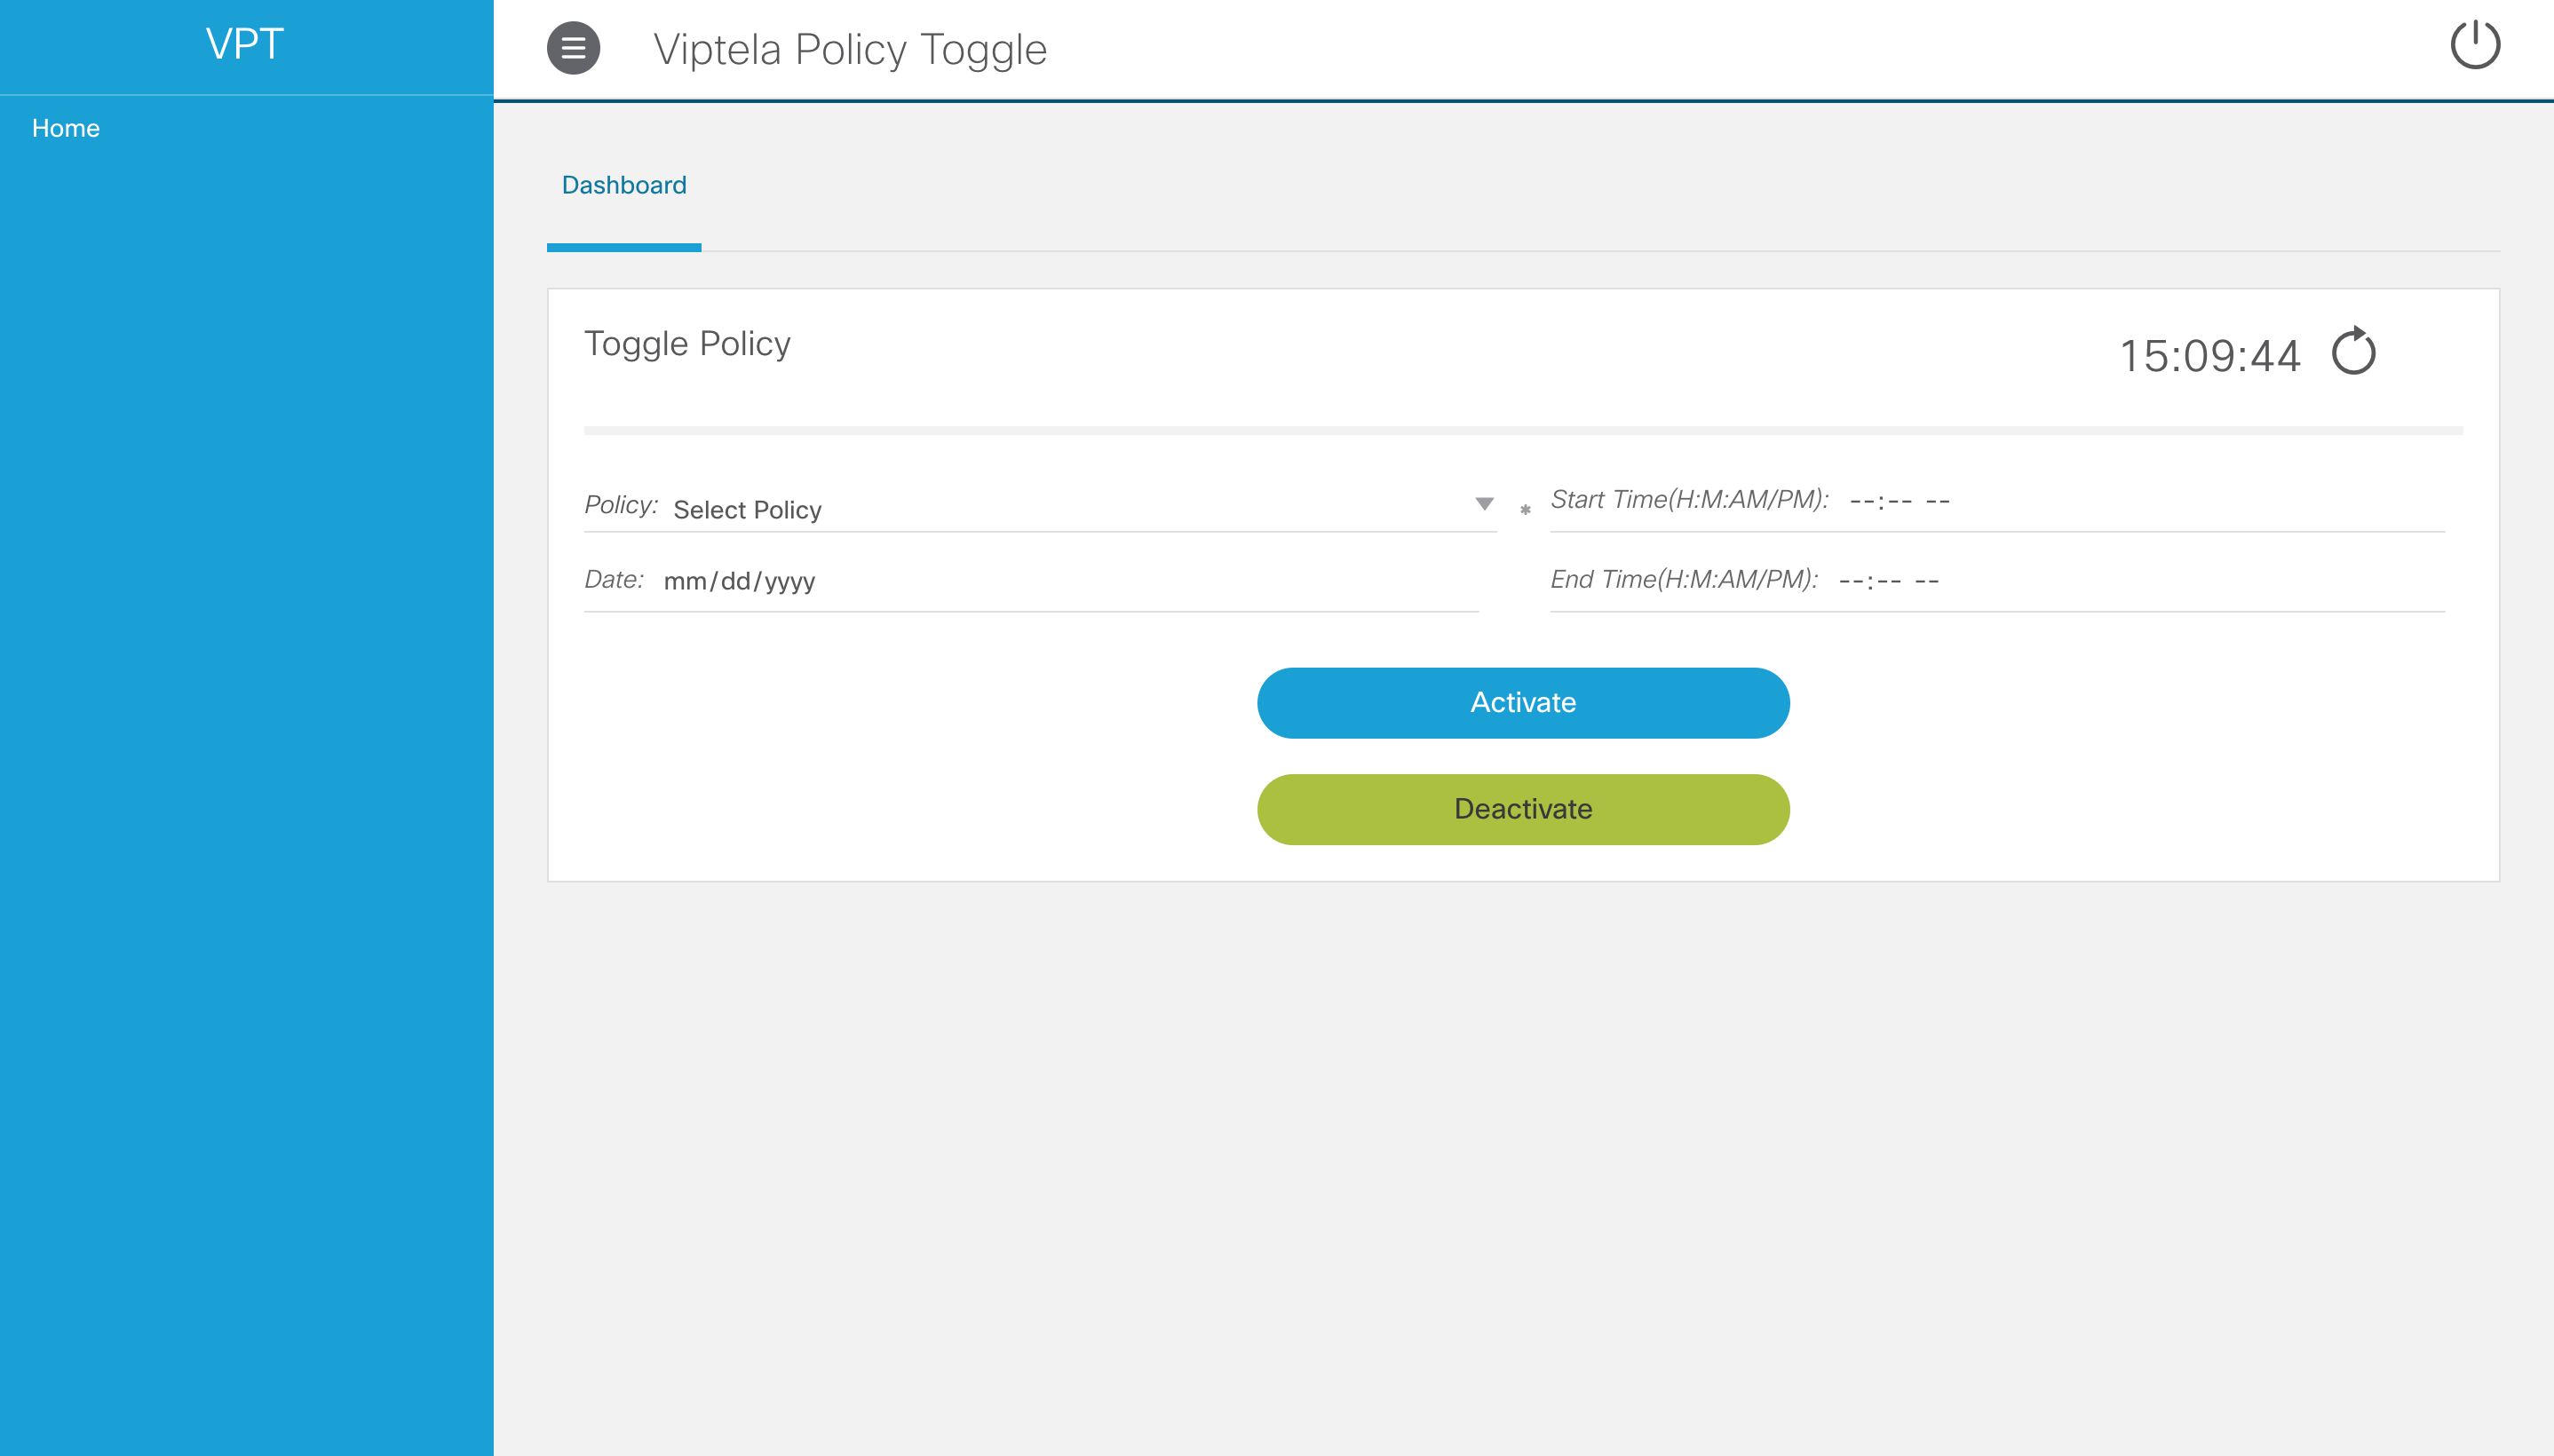 VPT
Viptela Policy Toggle
Home
Dashboard
Toggle Policy
15:09:44
Policy: Select Policy *
Start Time(H:M:AM/PM): --:-- --
Date: mm/dd/yyyy
End Time(H:M:AM/PM): --:-- --
Activate
Deactivate